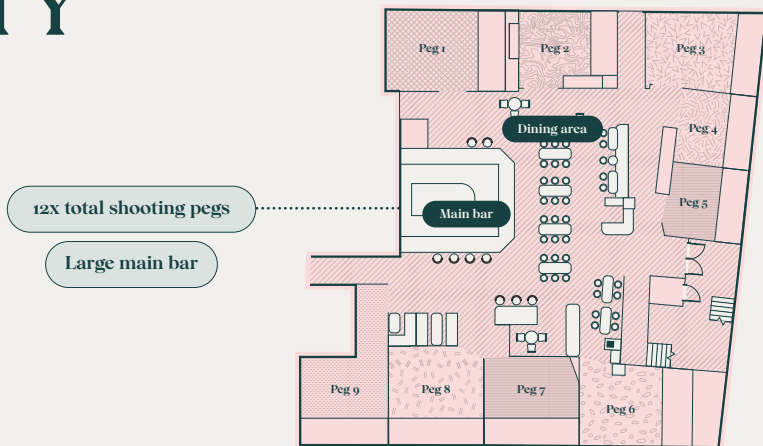 TY
Peg 1
Peg 2
Peg 3
Dining area
Peg 4
12x total shooting pegs
Main bar
Peg 5
Large main bar
Peg 9
Peg 8
Peg 7
Peg 6